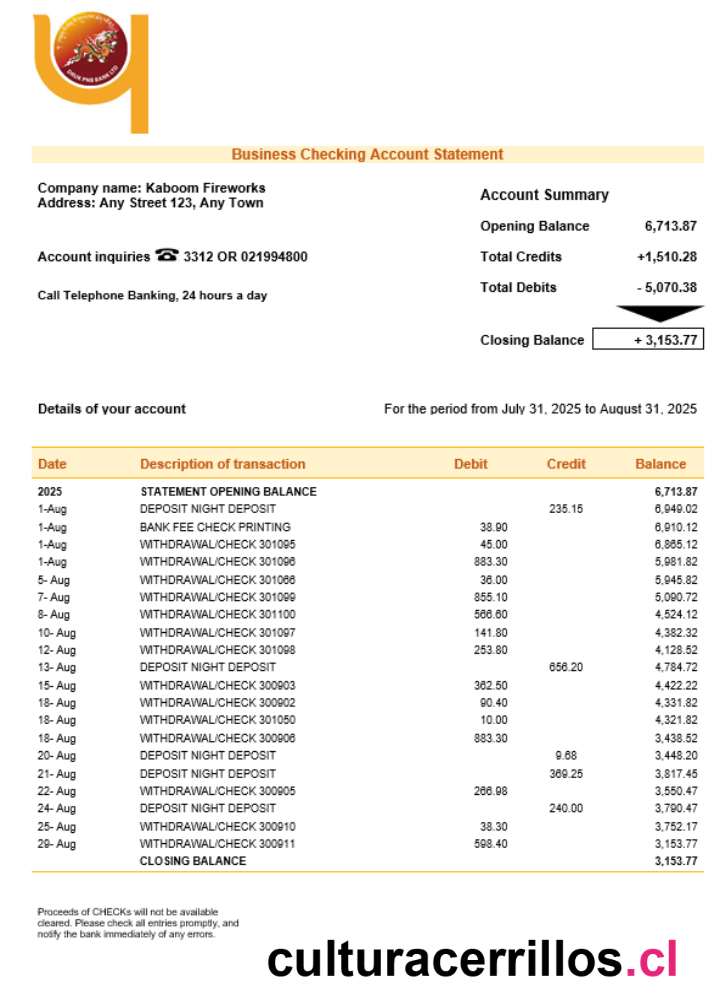 DRUK PNB BANK LTD
Business Checking Account Statement
Company name: Kaboom Fireworks
Address: Any Street 123, Any Town
Account inquiries ☎ 3312 OR 021994800
Call Telephone Banking, 24 hours a day
Account Summary
Opening Balance 6,713.87
Total Credits +1,510.28
Total Debits - 5,070.38
Closing Balance + 3,153.77
Details of your account For the period from July 31, 2025 to August 31, 2025
Date Description of transaction Debit Credit Balance
2025 STATEMENT OPENING BALANCE 6,713.87
1-Aug DEPOSIT NIGHT DEPOSIT 235.15 6,949.02
1-Aug BANK FEE CHECK PRINTING 38.90 6,910.12
1-Aug WITHDRAWAL/CHECK 301095 45.00 6,865.12
1-Aug WITHDRAWAL/CHECK 301096 883.30 5,981.82
5- Aug WITHDRAWAL/CHECK 301066 36.00 5,945.82
7- Aug WITHDRAWAL/CHECK 301099 855.10 5,090.72
8- Aug WITHDRAWAL/CHECK 301100 566.60 4,524.12
10- Aug WITHDRAWAL/CHECK 301097 141.80 4,382.32
12- Aug WITHDRAWAL/CHECK 301098 253.80 4,128.52
13- Aug DEPOSIT NIGHT DEPOSIT 656.20 4,784.72
15- Aug WITHDRAWAL/CHECK 300903 362.50 4,422.22
18- Aug WITHDRAWAL/CHECK 300902 90.40 4,331.82
18- Aug WITHDRAWAL/CHECK 301050 10.00 4,321.82
18- Aug WITHDRAWAL/CHECK 300906 883.30 3,438.52
20- Aug DEPOSIT NIGHT DEPOSIT 9.68 3,448.20
21- Aug DEPOSIT NIGHT DEPOSIT 369.25 3,817.45
22- Aug WITHDRAWAL/CHECK 300905 266.98 3,550.47
24- Aug DEPOSIT NIGHT DEPOSIT 240.00 3,790.47
25- Aug WITHDRAWAL/CHECK 300910 38.30 3,752.17
29- Aug WITHDRAWAL/CHECK 300911 598.40 3,153.77
CLOSING BALANCE 3,153.77
Proceeds of CHECKs will not be available
cleared. Please check all entries promptly, and
notify the bank immediately of any errors.
culturacerrillos.cl